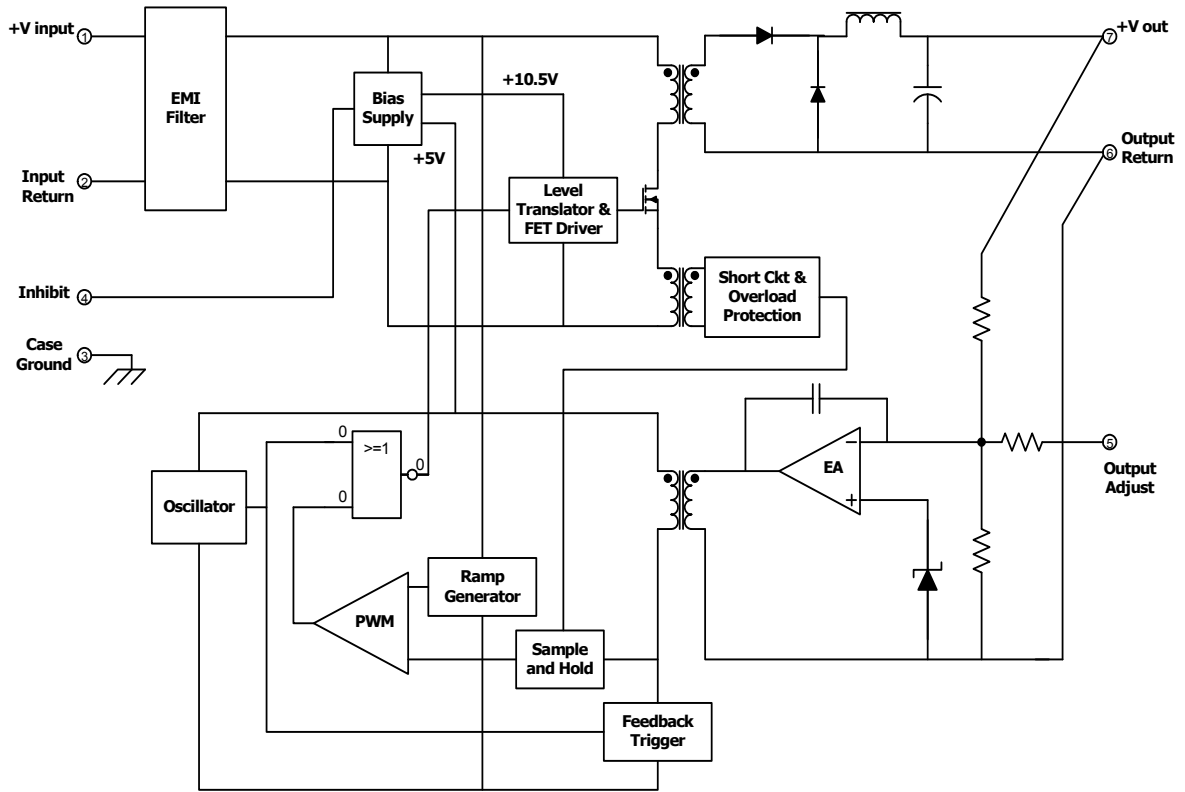 +V input
1
EMI
Filter
Input
Return
2
Inhibit
4
Case
Ground
3
Bias
Supply
+10.5V
+5V
Level
Translator &
FET Driver
Short Ckt &
Overload
Protection
7
+V out
6
Output
Return
5
Output
Adjust
Oscillator
0
>=1
0
0
PWM
Ramp
Generator
Sample
and Hold
Feedback
Trigger
EA
−
+